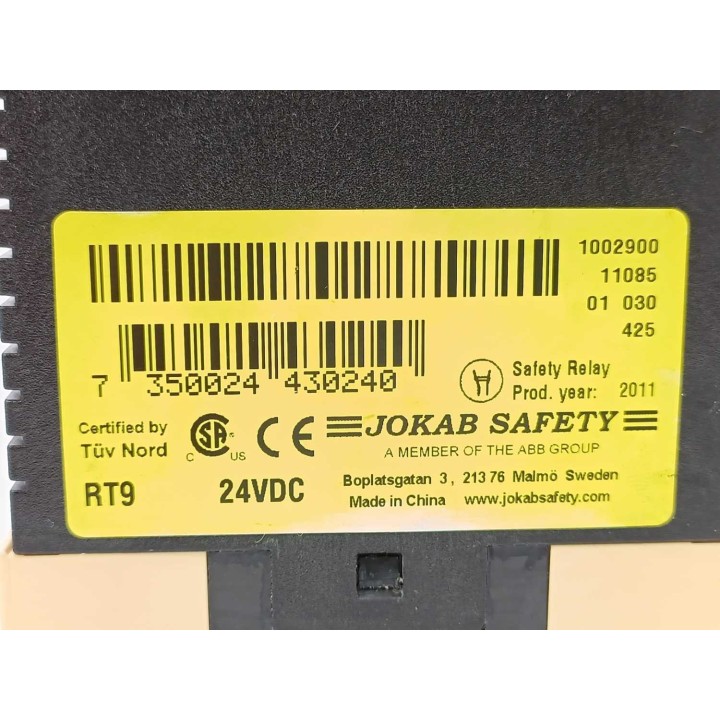 1002900
11085
01 030
425
7 350024 430240
Safety Relay
Prod. year: 2011
Certified by
Tüv Nord
C SA ® US
CE
JOKAB SAFETY
A MEMBER OF THE ABB GROUP
RT9 24VDC
Boplatsgatan 3, 213 76 Malmö Sweden
Made in China www.jokabsafety.com